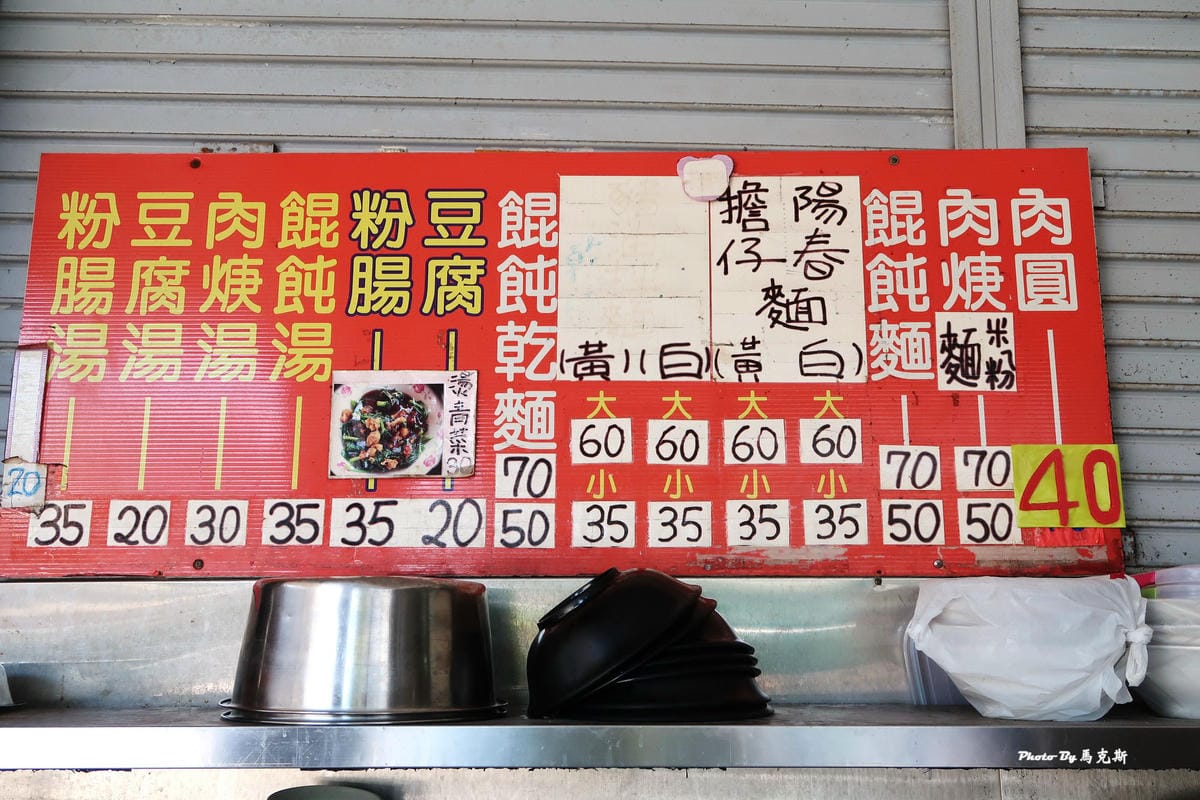 肉圓
40
肉焿
麵
米粉
70
50
餛飩麵
70
50
陽春
擔仔
麵
(黃 白)
大 60 小 35
大 60 小 35
(黃 白)
大 60 小 35
大 60 小 35
餛飩乾麵
70
50
豆腐
20
粉腸
35
燙青菜
30
餛飩湯
35
肉焿湯
30
豆腐湯
20
粉腸湯
35
20
Photo By 馬克斯